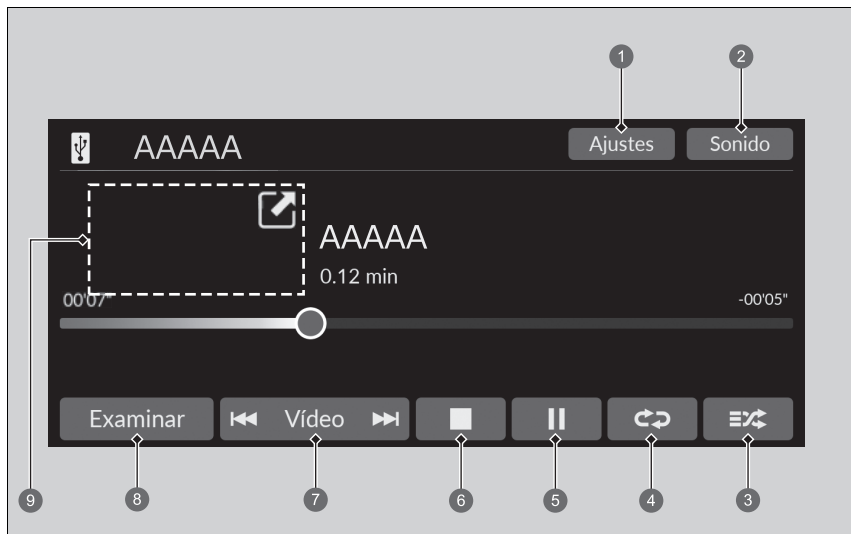 1 2
AAAAA Ajustes Sonido
AAAAA
0.12 min
00'07" -00'05"
Examinar Vídeo
9 8 7 6 5 4 3